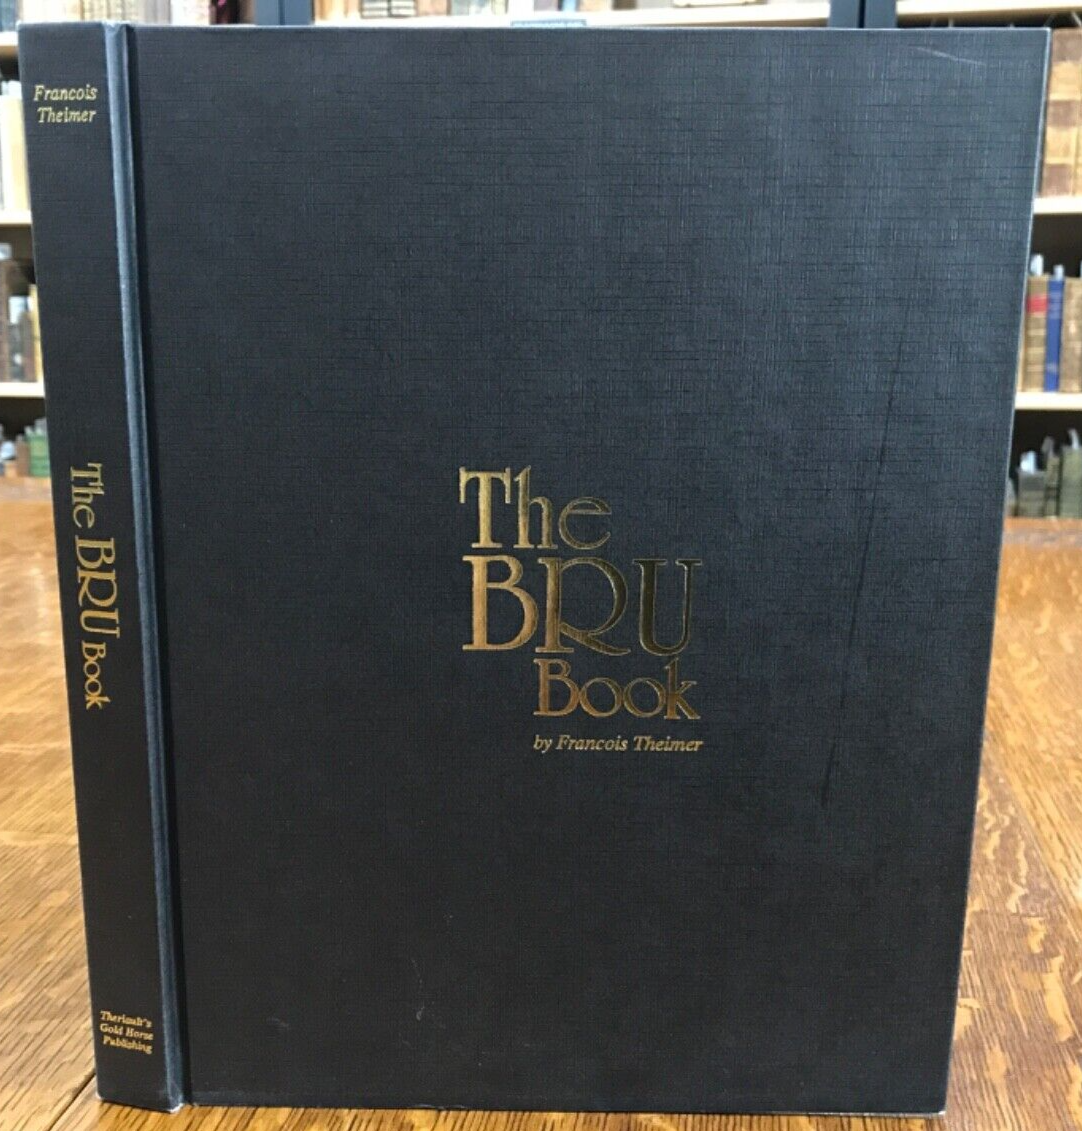 Francois
Theimer
The BRU Book
Theriault's
Gold Horse
Publishing
The
BRU
Book
by Francois Theimer